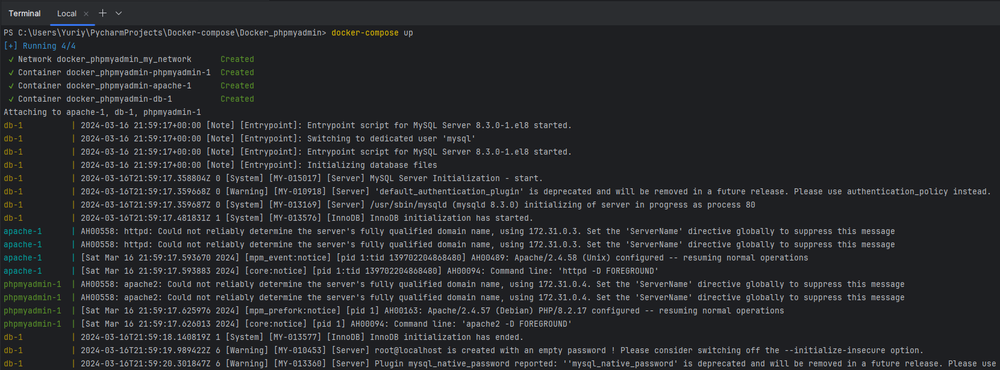 Terminal Local × + ⌄
PS C:\Users\Yuriy\PycharmProjects\Docker-compose\Docker_phpmyadmin> docker-compose up
[+] Running 4/4
✓ Network docker_phpmyadmin_my_network Created
✓ Container docker_phpmyadmin-phpmyadmin-1 Created
✓ Container docker_phpmyadmin-apache-1 Created
✓ Container docker_phpmyadmin-db-1 Created
Attaching to apache-1, db-1, phpmyadmin-1
db-1 | 2024-03-16 21:59:17+00:00 [Note] [Entrypoint]: Entrypoint script for MySQL Server 8.3.0-1.el8 started.
db-1 | 2024-03-16 21:59:17+00:00 [Note] [Entrypoint]: Switching to dedicated user 'mysql'
db-1 | 2024-03-16 21:59:17+00:00 [Note] [Entrypoint]: Entrypoint script for MySQL Server 8.3.0-1.el8 started.
db-1 | 2024-03-16 21:59:17+00:00 [Note] [Entrypoint]: Initializing database files
db-1 | 2024-03-16T21:59:17.358804Z 0 [System] [MY-015017] [Server] MySQL Server Initialization - start.
db-1 | 2024-03-16T21:59:17.359668Z 0 [Warning] [MY-010918] [Server] 'default_authentication_plugin' is deprecated and will be removed in a future release. Please use authentication_policy instead.
db-1 | 2024-03-16T21:59:17.359687Z 0 [System] [MY-013169] [Server] /usr/sbin/mysqld (mysqld 8.3.0) initializing of server in progress as process 80
db-1 | 2024-03-16T21:59:17.481831Z 1 [System] [MY-013576] [InnoDB] InnoDB initialization has started.
apache-1 | AH00558: httpd: Could not reliably determine the server's fully qualified domain name, using 172.31.0.3. Set the 'ServerName' directive globally to suppress this message
apache-1 | AH00558: httpd: Could not reliably determine the server's fully qualified domain name, using 172.31.0.3. Set the 'ServerName' directive globally to suppress this message
apache-1 | [Sat Mar 16 21:59:17.593670 2024] [mpm_event:notice] [pid 1:tid 139702204868480] AH00489: Apache/2.4.58 (Unix) configured -- resuming normal operations
apache-1 | [Sat Mar 16 21:59:17.593883 2024] [core:notice] [pid 1:tid 139702204868480] AH00094: Command line: 'httpd -D FOREGROUND'
phpmyadmin-1 | AH00558: apache2: Could not reliably determine the server's fully qualified domain name, using 172.31.0.4. Set the 'ServerName' directive globally to suppress this message
phpmyadmin-1 | AH00558: apache2: Could not reliably determine the server's fully qualified domain name, using 172.31.0.4. Set the 'ServerName' directive globally to suppress this message
phpmyadmin-1 | [Sat Mar 16 21:59:17.625976 2024] [mpm_prefork:notice] [pid 1] AH00163: Apache/2.4.57 (Debian) PHP/8.2.17 configured -- resuming normal operations
phpmyadmin-1 | [Sat Mar 16 21:59:17.626013 2024] [core:notice] [pid 1] AH00094: Command line: 'apache2 -D FOREGROUND'
db-1 | 2024-03-16T21:59:18.140819Z 1 [System] [MY-013577] [InnoDB] InnoDB initialization has ended.
db-1 | 2024-03-16T21:59:19.989422Z 6 [Warning] [MY-010453] [Server] root@localhost is created with an empty password ! Please consider switching off the --initialize-insecure option.
db-1 | 2024-03-16T21:59:20.301847Z 6 [Warning] [MY-013360] [Server] Plugin mysql_native_password reported: ''mysql_native_password' is deprecated and will be removed in a future release. Please use